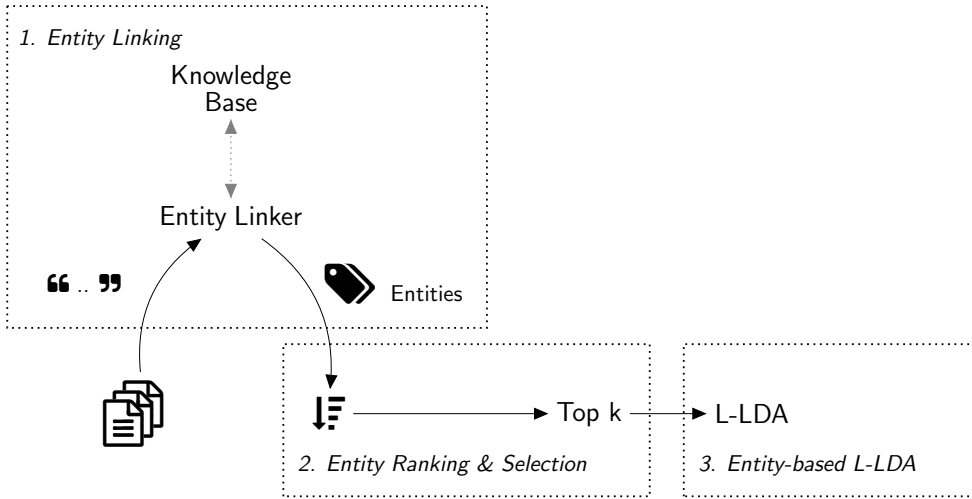 1. Entity Linking
Knowledge
Base
Entity Linker
“ .. ”
Entities
Top k
L-LDA
2. Entity Ranking & Selection
3. Entity-based L-LDA